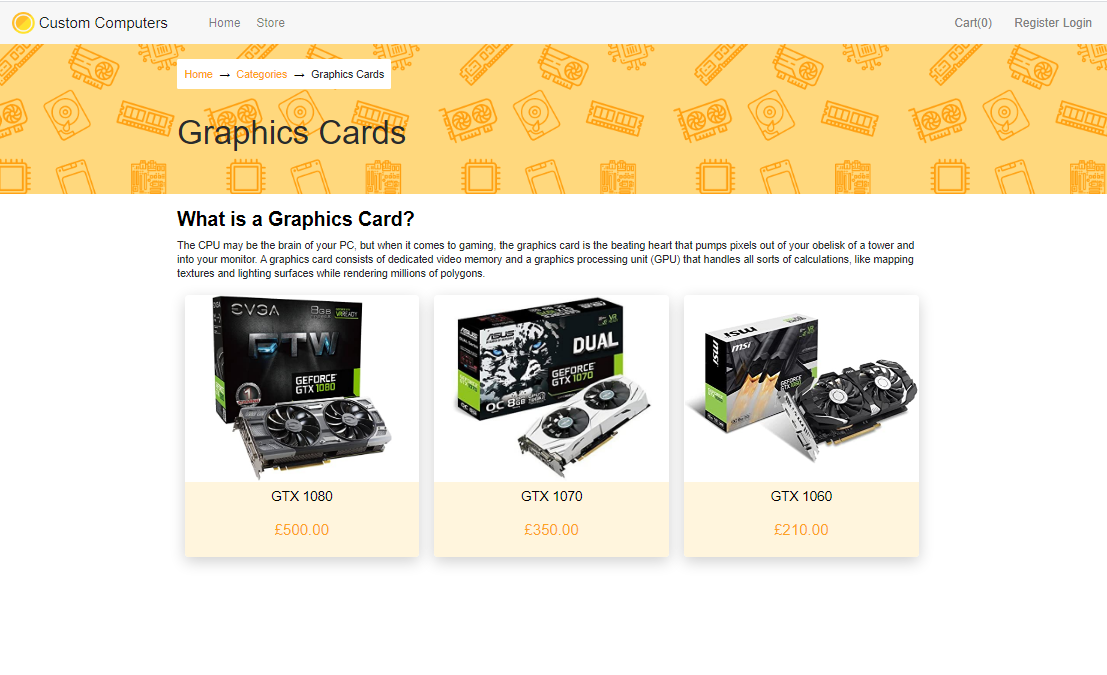 Custom Computers Home Store Cart(0) Register Login
Home → Categories → Graphics Cards
Graphics Cards
What is a Graphics Card?
The CPU may be the brain of your PC, but when it comes to gaming, the graphics card is the beating heart that pumps pixels out of your obelisk of a tower and
into your monitor. A graphics card consists of dedicated video memory and a graphics processing unit (GPU) that handles all sorts of calculations, like mapping
textures and lighting surfaces while rendering millions of polygons.
EVGA 8GB
VR READY
FTW
GEFORCE
GTX 1080
ASUS VR
DUAL
GEFORCE
GTX 1070
OC 8GB
msi
msi
GEFORCE
GTX 1060
GTX 1080
£500.00
GTX 1070
£350.00
GTX 1060
£210.00